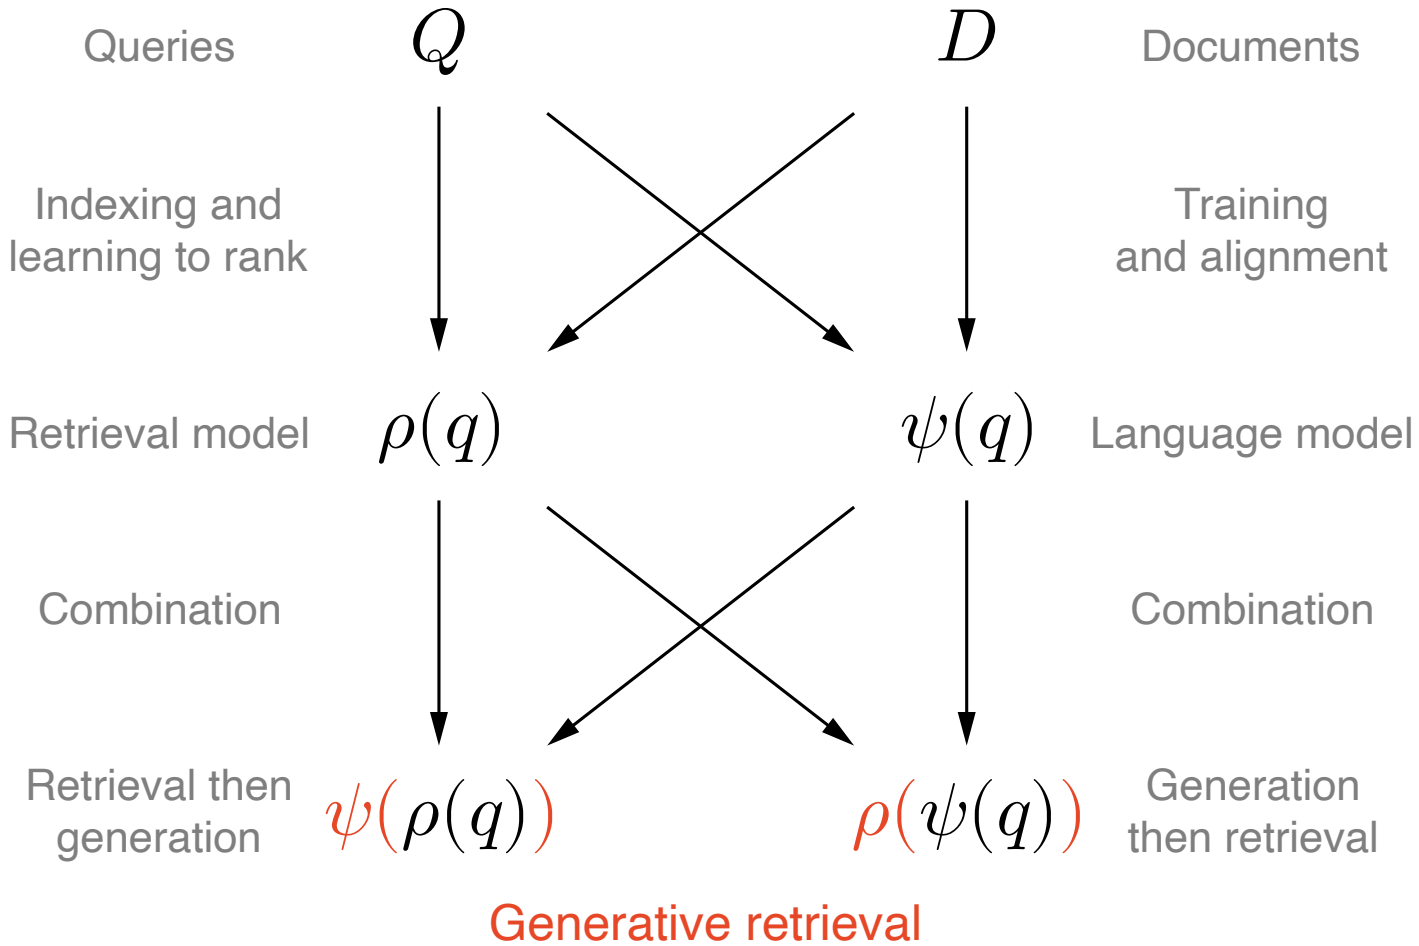 Queries Q D Documents
Indexing and
learning to rank
Training
and alignment
Retrieval model ρ(q) ψ(q) Language model
Combination Combination
Retrieval then
generation
ψ(ρ(q)) ρ(ψ(q))
Generation
then retrieval
Generative retrieval